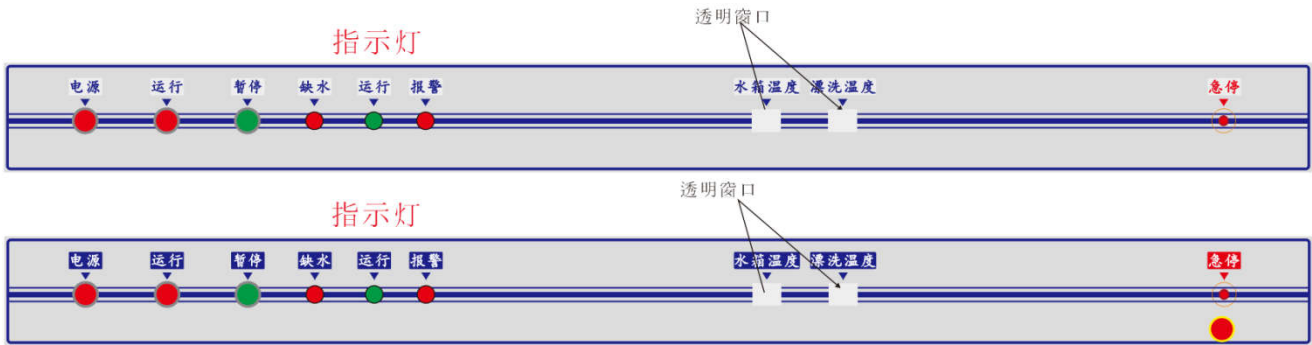 透明窗口
指示灯
电源 运行 暂停 缺水 运行 报警 水箱温度 漂洗温度 急停
透明窗口
指示灯
电源 运行 暂停 缺水 运行 报警 水箱温度 漂洗温度 急停